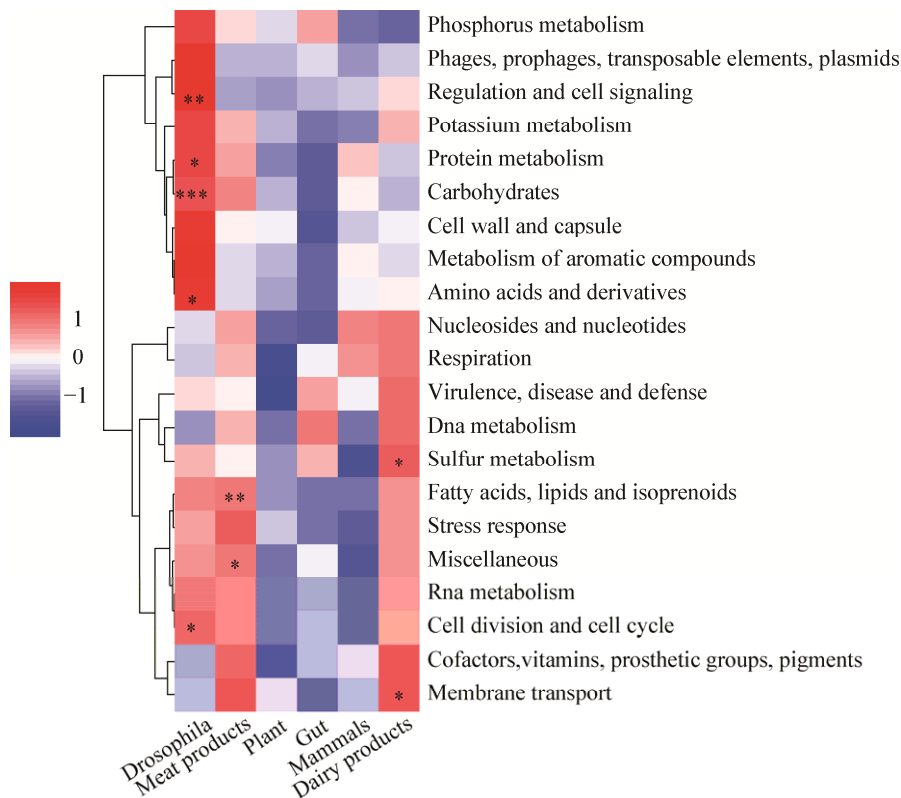 Phosphorus metabolism
Phages, prophages, transposable elements, plasmids
** Regulation and cell signaling
Potassium metabolism
* Protein metabolism
*** Carbohydrates
Cell wall and capsule
Metabolism of aromatic compounds
* Amino acids and derivatives
1
0
−1
Nucleosides and nucleotides
Respiration
Virulence, disease and defense
Dna metabolism
* Sulfur metabolism
** Fatty acids, lipids and isoprenoids
Stress response
* Miscellaneous
Rna metabolism
* Cell division and cell cycle
Cofactors,vitamins, prosthetic groups, pigments
* Membrane transport
Drosophila
Meat products
Plant
Gut
Mammals
Dairy products